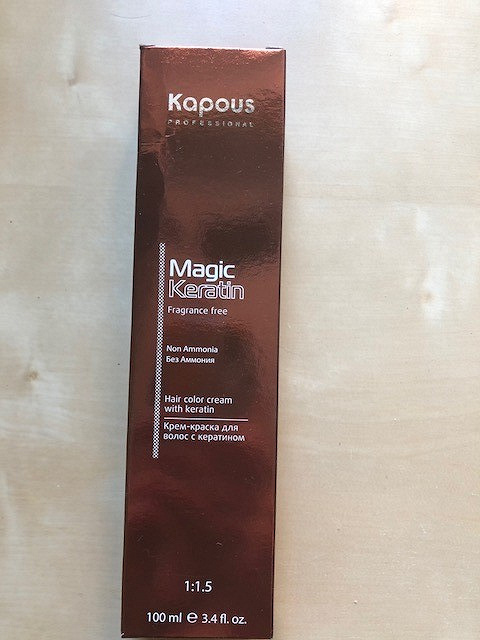 Kapous
PROFESSIONAL
Magic
Keratin
Fragrance free
Non Ammonia
Без Аммония
Hair color cream
with keratin
Крем-краска для
волос с кератином
1:1.5
100 ml ℮ 3.4 fl. oz.